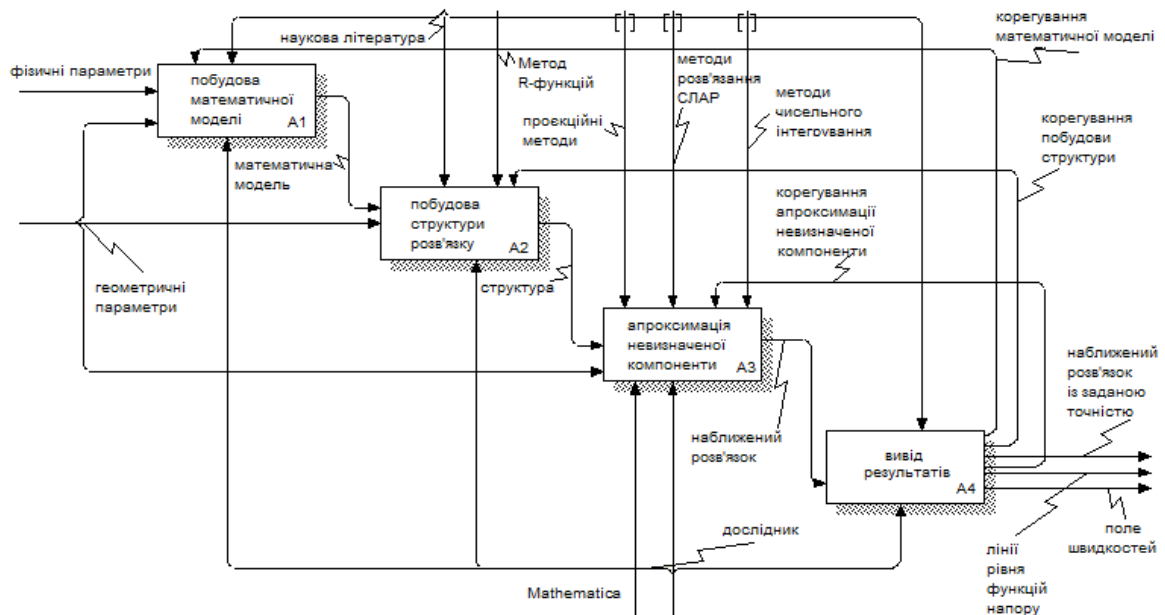 корегування
математичної моделі
наукова література
фізичні параметри
побудова
математичної
моделі
A1
Метод
R-функцій
методи
розв'язання
СЛАР
методи
чисельного
інтегоування
проєкційні
методи
корегування
побудови
структури
математична
модель
побудова
структури
розв'язку
A2
корегування
апроксимації
невизначеної
компоненти
геометричні
параметри
структура
апроксимація
невизначеної
компоненти
A3
наближений
розв'язок
із заданою
точністю
наближений
розв'язок
вивід
результатів
A4
дослідник
поле
швидкостей
лінії
рівня
функцій
напору
Mathematica